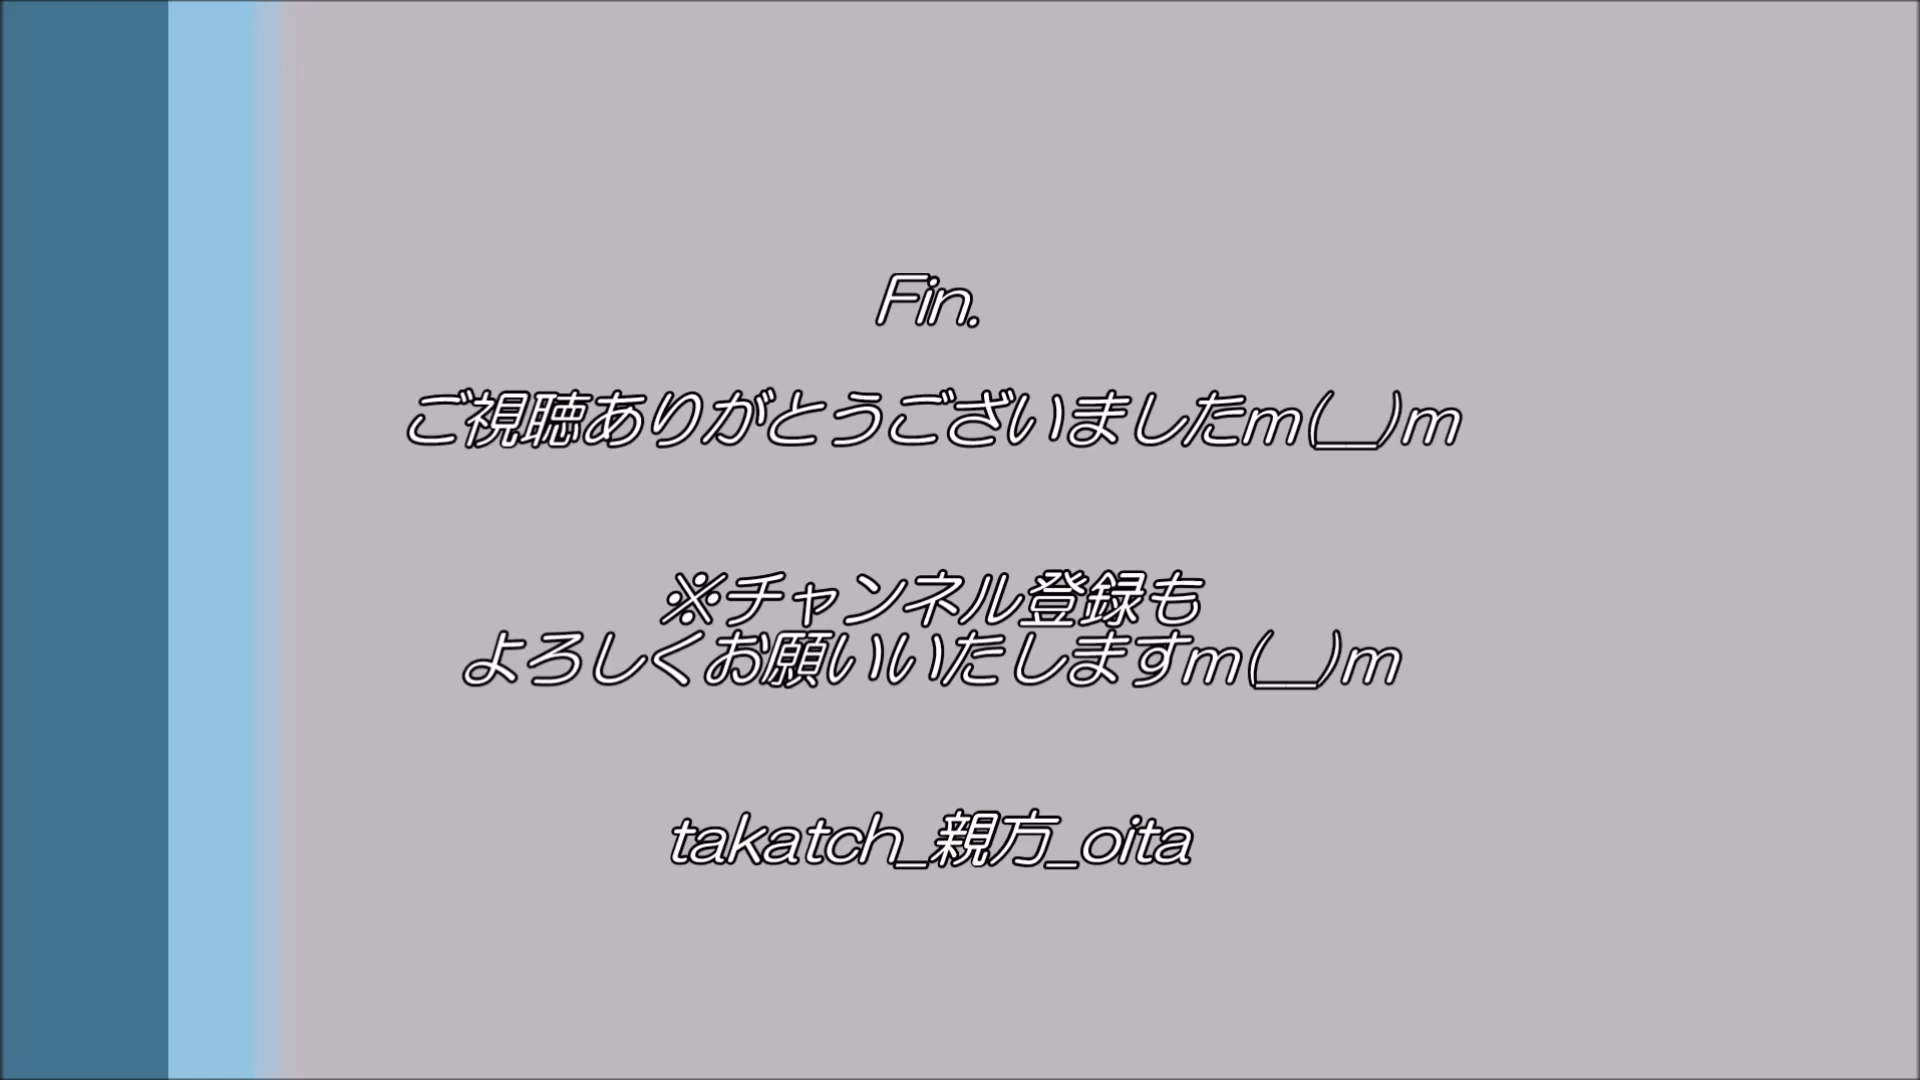 Fin.
ご視聴ありがとうございましたm(__)m
※チャンネル登録も
よろしくお願いいたしますm(__)m
takatch_親方_oita